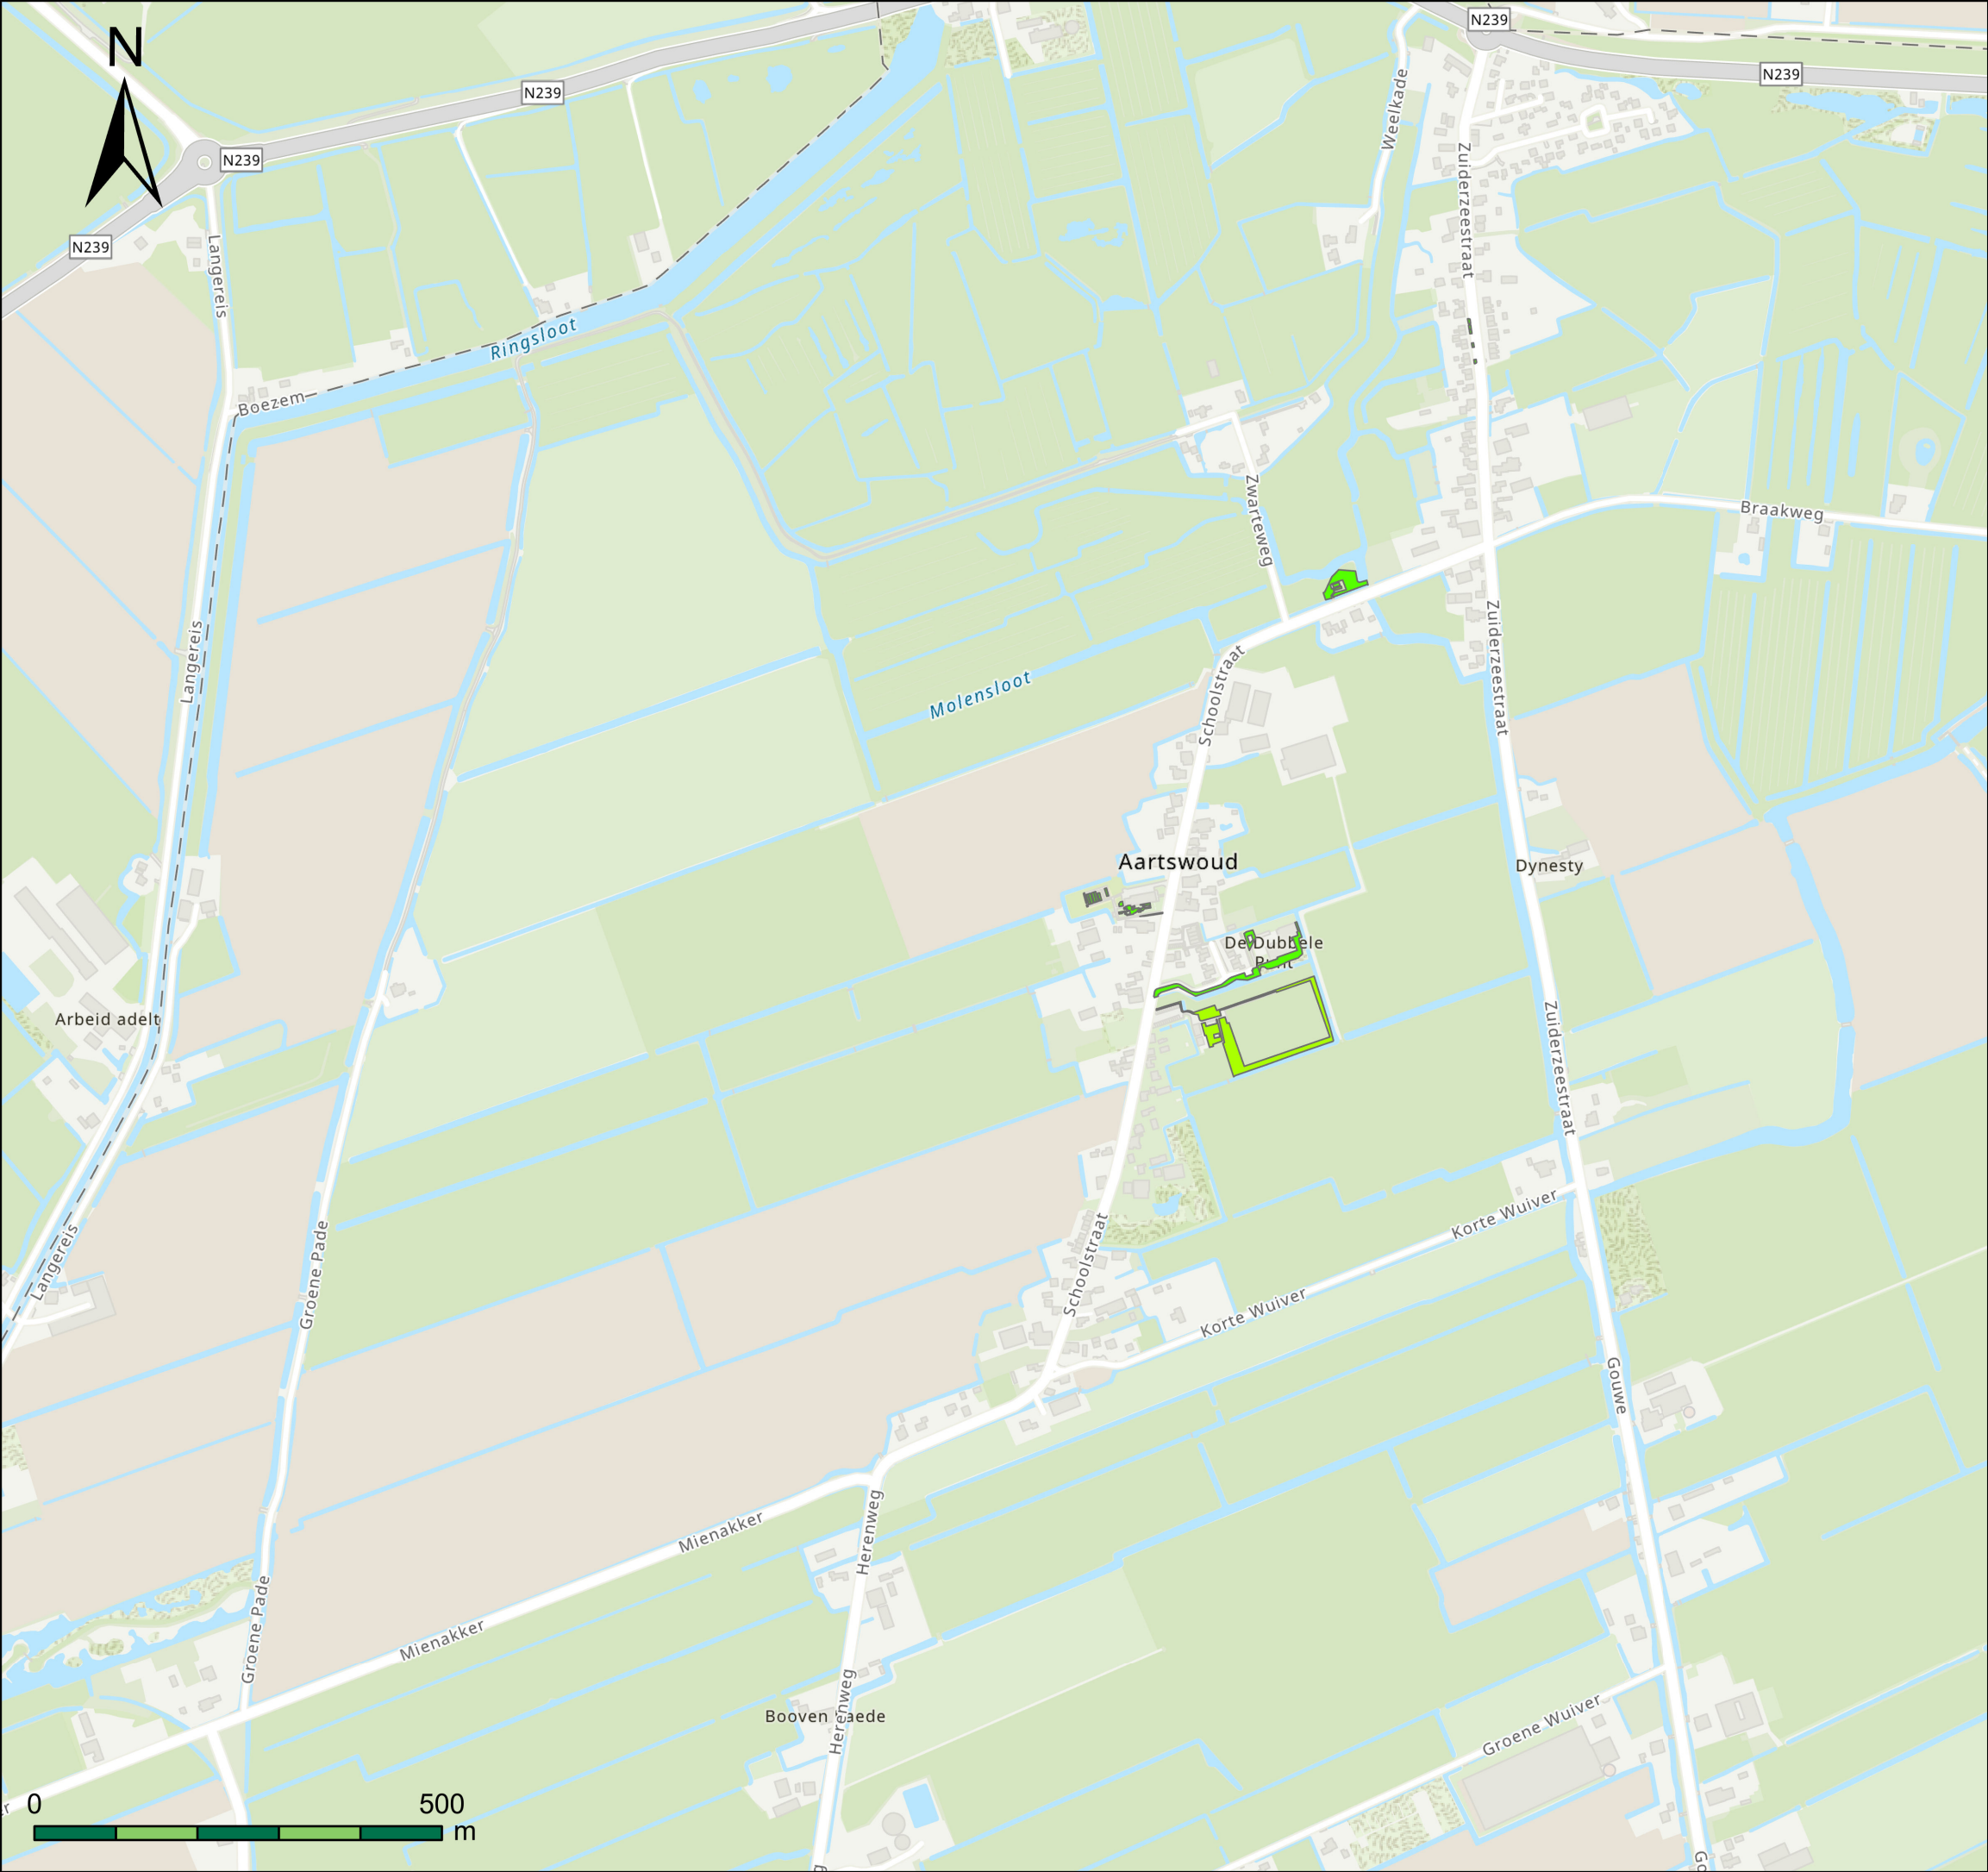 N239
N
N239
N239
Weelkade
N239
N239
Zuiderzeestraat
Langereis
Ringsloot
Boezem
Zwarteweg
Braakweg
Langereis
Zuiderzeestraat
Molensloot
Schoolstraat
Aartswoud
Dynesty
De Dubbele
Punt
Arbeid adelt
Zuiderzeestraat
Korte Wuiver
Langereis
Groene Pade
Schoolstraat
Korte Wuiver
Gouwe
Mienakker
Herenweg
Groene Pade
Mienakker
Herenweg
Booven
Groene Wuiver
0 500
m